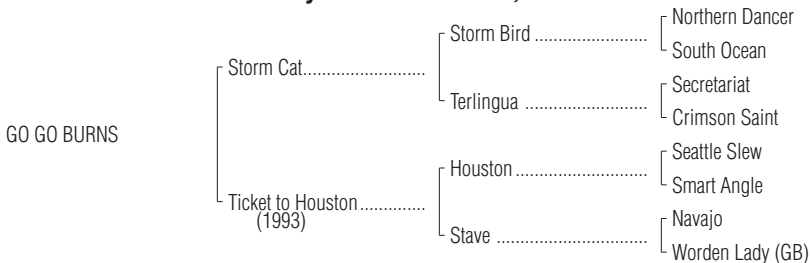 Northern Dancer
Storm Bird ........................
South Ocean
Storm Cat.........................
Secretariat
Terlingua .........................
Crimson Saint
GO GO BURNS
Seattle Slew
Houston ...........................
Smart Angle
Ticket to Houston..............
(1993)
Navajo
Stave ...............................
Worden Lady (GB)